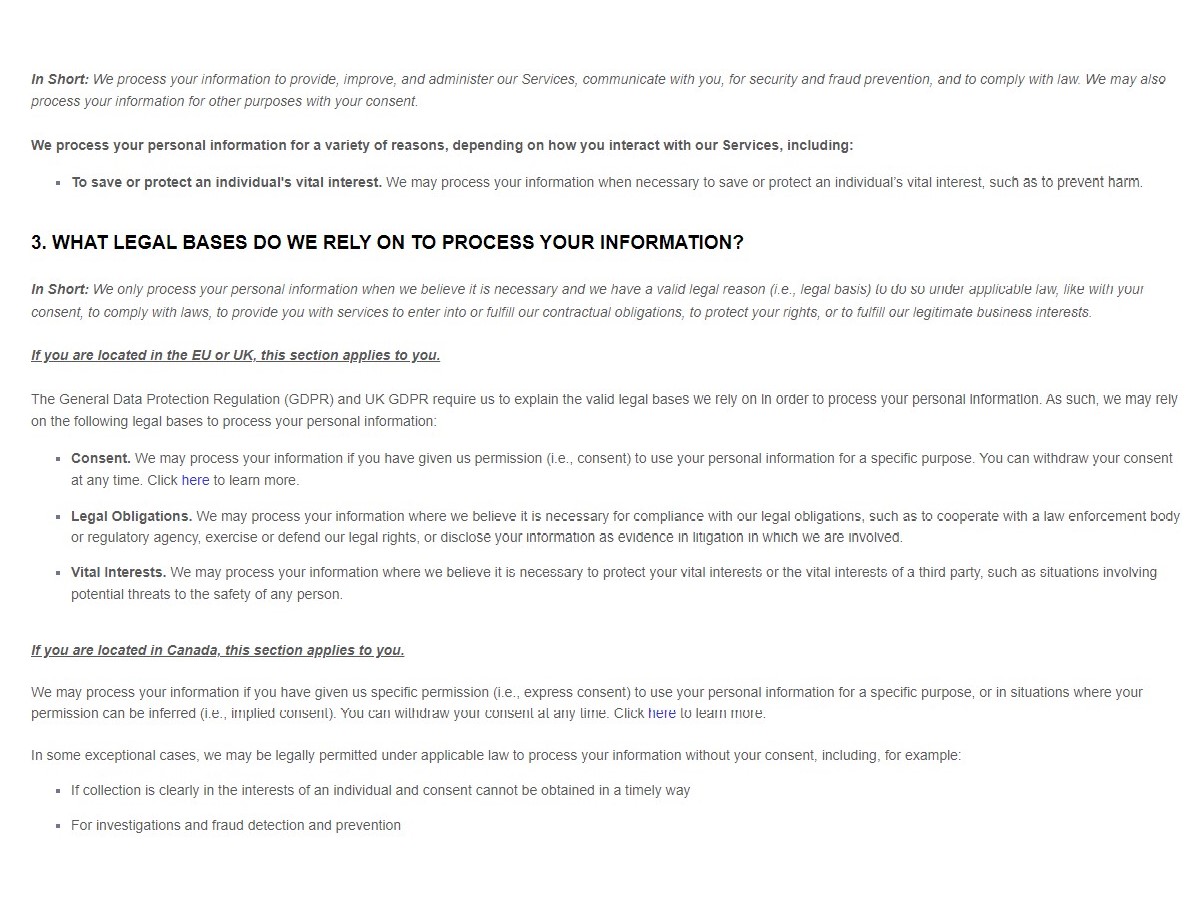 In Short: We process your information to provide, improve, and administer our Services, communicate with you, for security and fraud prevention, and to comply with law. We may also
process your information for other purposes with your consent.
We process your personal information for a variety of reasons, depending on how you interact with our Services, including:
▪ To save or protect an individual's vital interest. We may process your information when necessary to save or protect an individual's vital interest, such as to prevent harm.
3. WHAT LEGAL BASES DO WE RELY ON TO PROCESS YOUR INFORMATION?
In Short: We only process your personal information when we believe it is necessary and we have a valid legal reason (i.e., legal basis) to do so under applicable law, like with your
consent, to comply with laws, to provide you with services to enter into or fulfill our contractual obligations, to protect your rights, or to fulfill our legitimate business interests.
If you are located in the EU or UK, this section applies to you.
The General Data Protection Regulation (GDPR) and UK GDPR require us to explain the valid legal bases we rely on in order to process your personal information. As such, we may rely
on the following legal bases to process your personal information:
▪ Consent. We may process your information if you have given us permission (i.e., consent) to use your personal information for a specific purpose. You can withdraw your consent
at any time. Click here to learn more.
▪ Legal Obligations. We may process your information where we believe it is necessary for compliance with our legal obligations, such as to cooperate with a law enforcement body
or regulatory agency, exercise or defend our legal rights, or disclose your information as evidence in litigation in which we are involved.
▪ Vital Interests. We may process your information where we believe it is necessary to protect your vital interests or the vital interests of a third party, such as situations involving
potential threats to the safety of any person.
If you are located in Canada, this section applies to you.
We may process your information if you have given us specific permission (i.e., express consent) to use your personal information for a specific purpose, or in situations where your
permission can be inferred (i.e., implied consent). You can withdraw your consent at any time. Click here to learn more.
In some exceptional cases, we may be legally permitted under applicable law to process your information without your consent, including, for example:
▪ If collection is clearly in the interests of an individual and consent cannot be obtained in a timely way
▪ For investigations and fraud detection and prevention